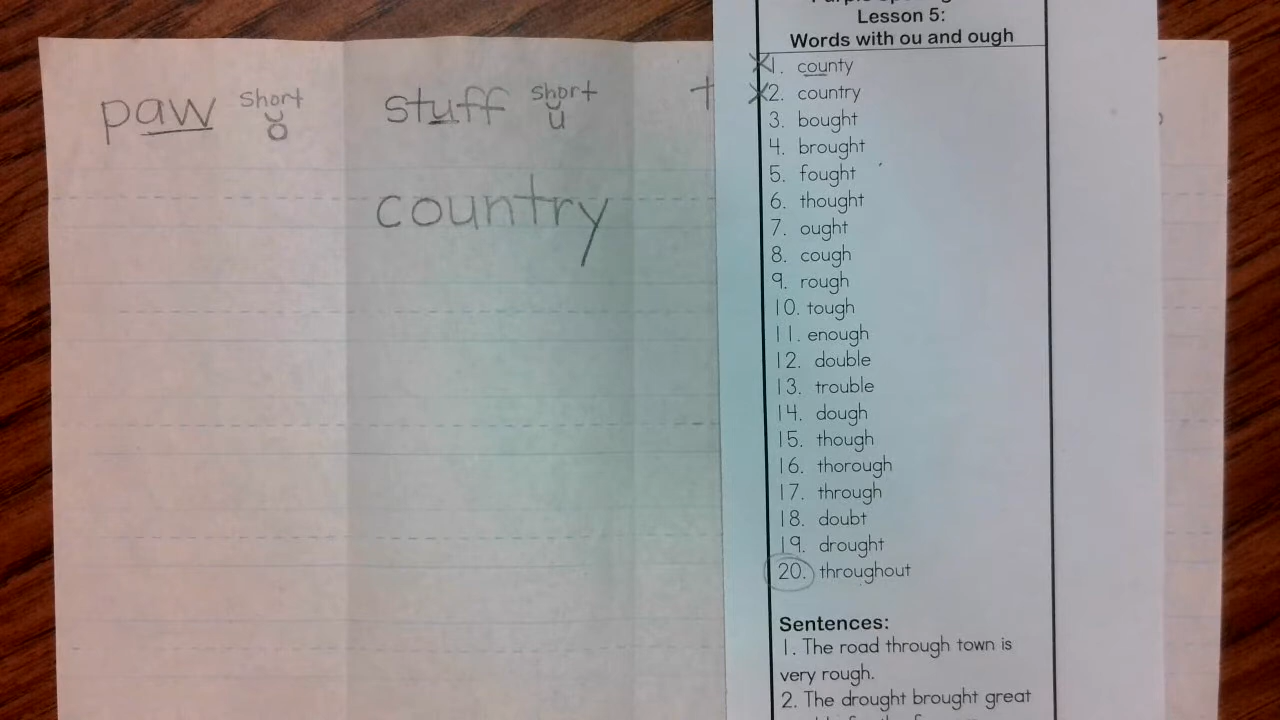 paw short ŏ
stuff short ŭ
country
Lesson 5:
Words with ou and ough
1. county
2. country
3. bought
4. brought
5. fought
6. thought
7. ought
8. cough
9. rough
10. tough
11. enough
12. double
13. trouble
14. dough
15. though
16. thorough
17. through
18. doubt
19. drought
20. throughout
Sentences:
1. The road through town is
very rough.
2. The drought brought great